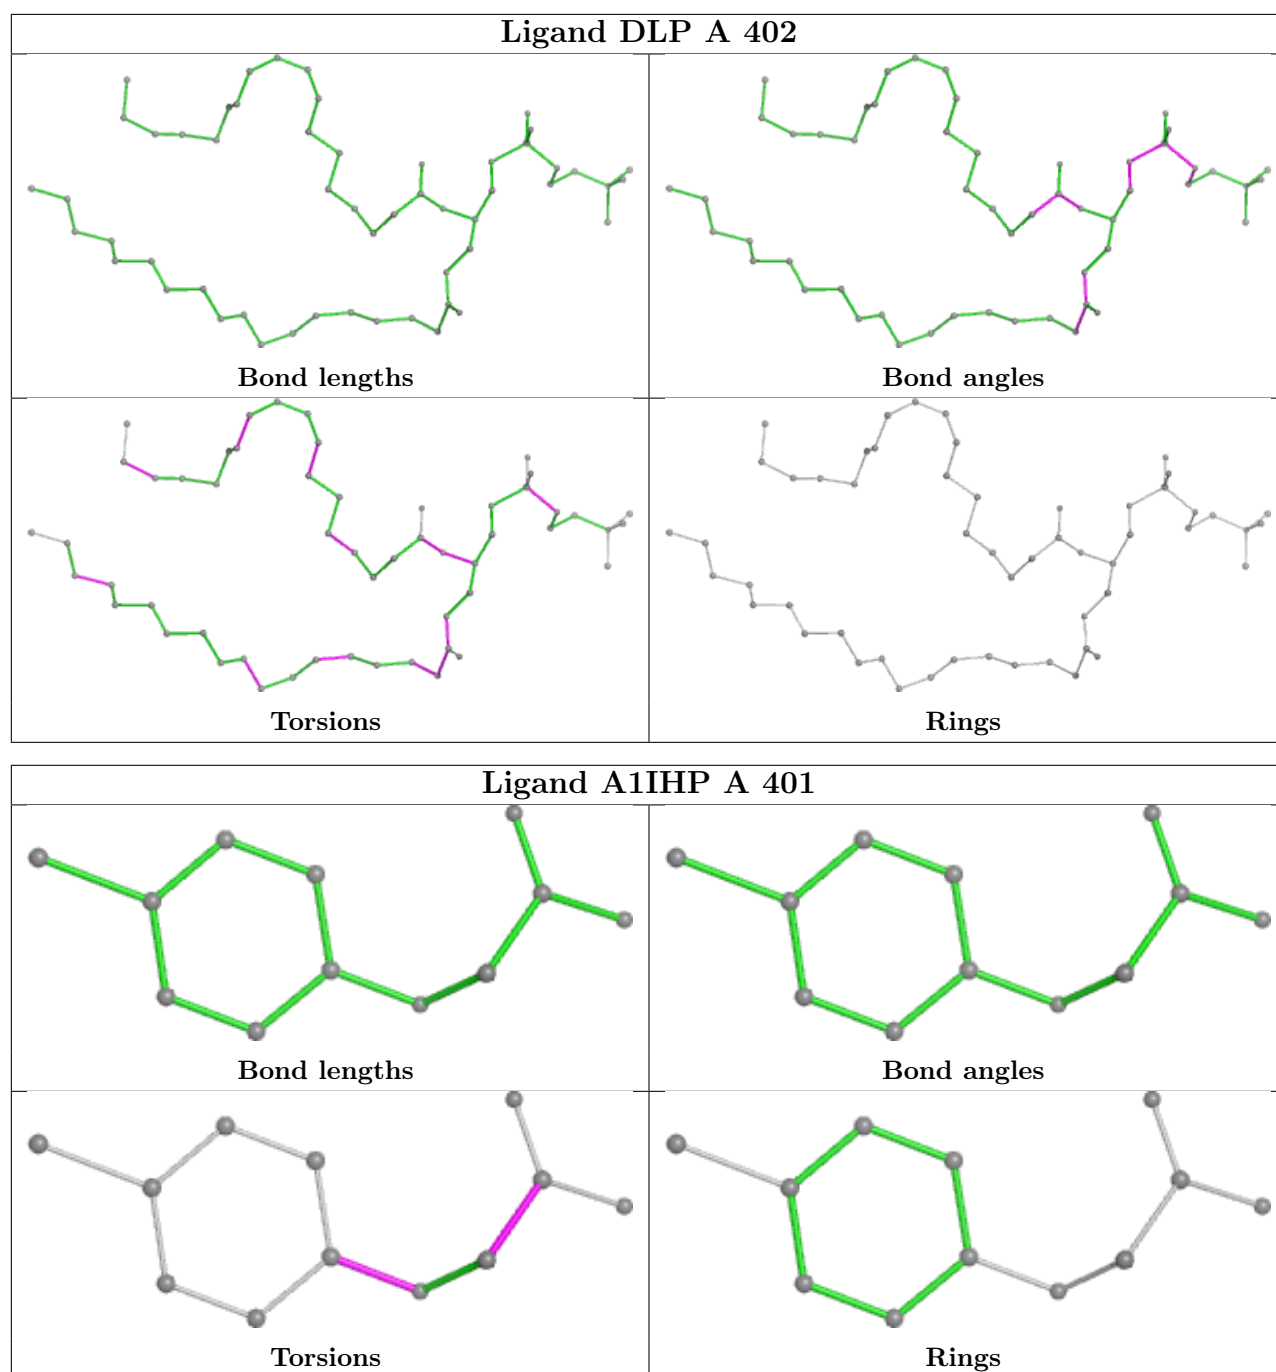 Ligand DLP A 402
Bond lengths
Bond angles
Torsions
Rings
Ligand A1IHP A 401
Bond lengths
Bond angles
Torsions
Rings